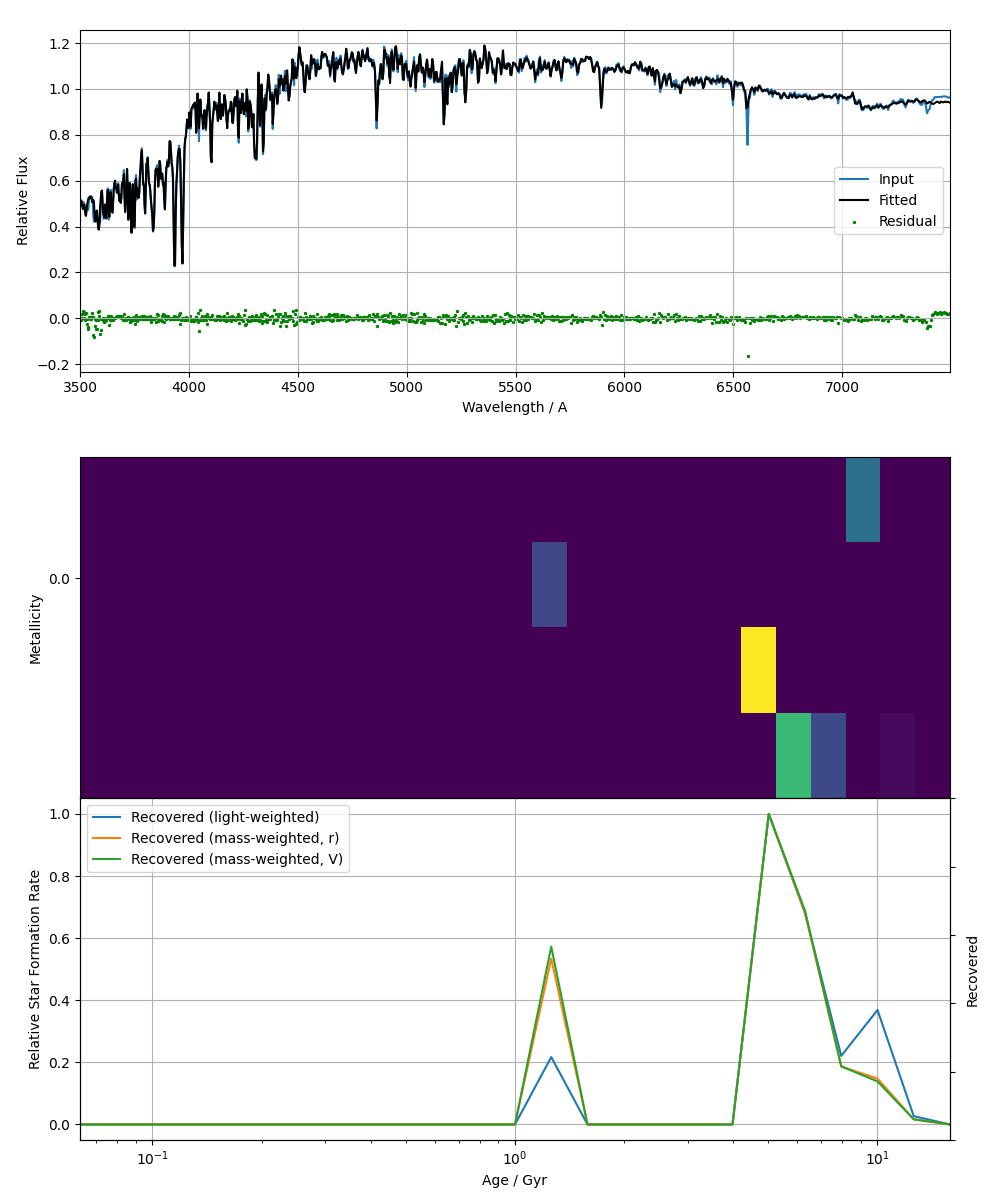 1.2
1.0
0.8
0.6
0.4
0.2
0.0
−0.2
Relative Flux
Input
Fitted
Residual
3500 4000 4500 5000 5500 6000 6500 7000
Wavelength / A
0.0
Metallicity
1.0
0.8
0.6
0.4
0.2
0.0
Relative Star Formation Rate
Recovered (light-weighted)
Recovered (mass-weighted, r)
Recovered (mass-weighted, V)
Recovered
10⁻¹ 10⁰ 10¹
Age / Gyr